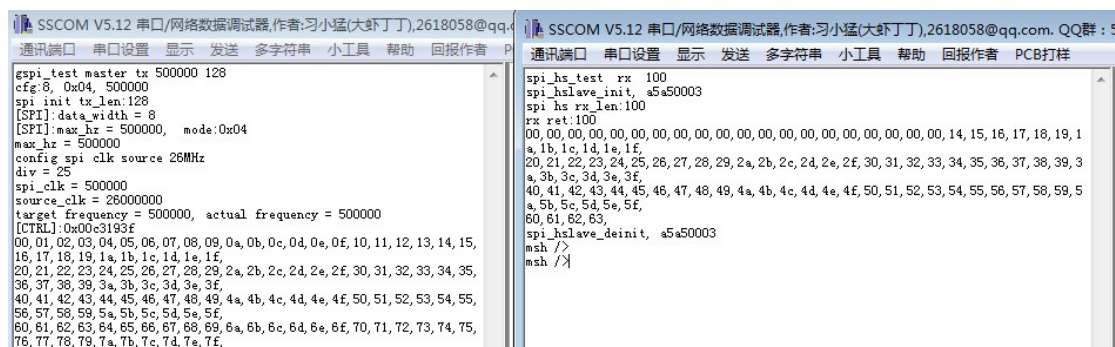 SSCOM V5.12 串口/网络数据调试器,作者:习小猛(大虾丁丁),2618058@qq.
通讯端口 串口设置 显示 发送 多字符串 小工具 帮助 回报作者
gspi_test master tx 500000 128
cfg:8, 0x04, 500000
spi init tx_len:128
[SPI]:data_width = 8
[SPI]:max_hz = 500000, mode:0x04
max_hz = 500000
config spi clk source 26MHz
div = 25
spi_clk = 500000
source_clk = 26000000
target frequency = 500000, actual frequency = 500000
[CTRL]:0x00c3193f
00,01,02,03,04,05,06,07,08,09,0a,0b,0c,0d,0e,0f,10,11,12,13,14,15,
16,17,18,19,1a,1b,1c,1d,1e,1f,
20,21,22,23,24,25,26,27,28,29,2a,2b,2c,2d,2e,2f,30,31,32,33,34,35,
36,37,38,39,3a,3b,3c,3d,3e,3f,
40,41,42,43,44,45,46,47,48,49,4a,4b,4c,4d,4e,4f,50,51,52,53,54,55,
56,57,58,59,5a,5b,5c,5d,5e,5f,
60,61,62,63,64,65,66,67,68,69,6a,6b,6c,6d,6e,6f,70,71,72,73,74,75,
76,77,78,79,7a,7b,7c,7d,7e,7f,
SSCOM V5.12 串口/网络数据调试器,作者:习小猛(大虾丁丁),2618058@qq.com. QQ群：5
通讯端口 串口设置 显示 发送 多字符串 小工具 帮助 回报作者 PCB打样
spi_hs_test rx 100
spi_hslave_init, a5a50003
spi hs rx_len:100
rx ret:100
00,00,00,00,00,00,00,00,00,00,00,00,00,00,00,00,00,00,00,00,14,15,16,17,18,19,1
a,1b,1c,1d,1e,1f,
20,21,22,23,24,25,26,27,28,29,2a,2b,2c,2d,2e,2f,30,31,32,33,34,35,36,37,38,39,3
a,3b,3c,3d,3e,3f,
40,41,42,43,44,45,46,47,48,49,4a,4b,4c,4d,4e,4f,50,51,52,53,54,55,56,57,58,59,5
a,5b,5c,5d,5e,5f,
60,61,62,63,
spi_hslave_deinit, a5a50003
msh />
msh />